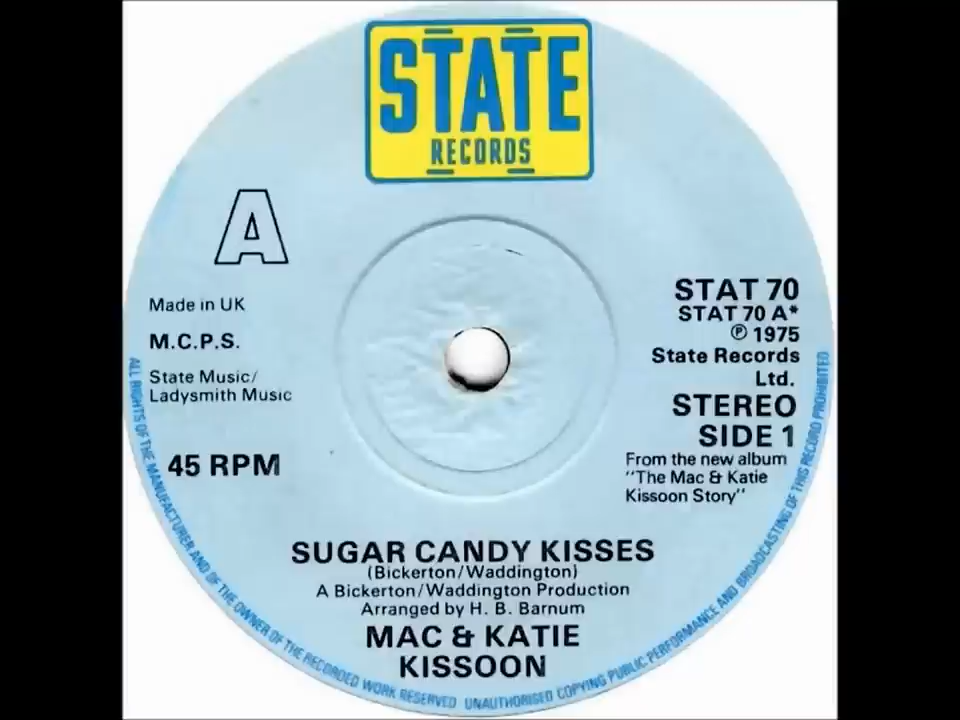 STATE
RECORDS
A
Made in UK
M.C.P.S.
State Music/
Ladysmith Music
45 RPM
STAT 70
STAT 70 A*
℗ 1975
State Records
Ltd.
STEREO
SIDE 1
From the new album
"The Mac & Katie
Kissoon Story"
SUGAR CANDY KISSES
(Bickerton/Waddington)
A Bickerton/Waddington Production
Arranged by H. B. Barnum
MAC & KATIE
KISSOON
ALL RIGHTS OF THE MANUFACTURER AND OF THE OWNER OF THE RECORDED WORK RESERVED UNAUTHORISED COPYING PUBLIC PERFORMANCE AND BROADCASTING OF THIS RECORD PROHIBITED